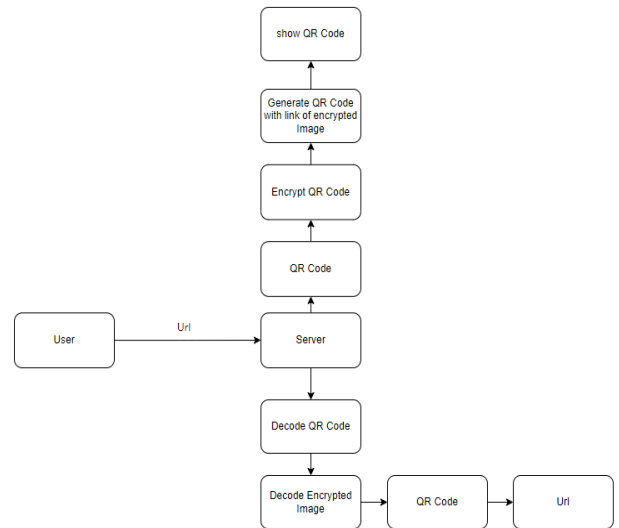 show QR Code
Generate QR Code
with link of encrypted
Image
Encrypt QR Code
QR Code
Url
User
Server
Decode QR Code
Decode Encrypted
Image
QR Code
Url